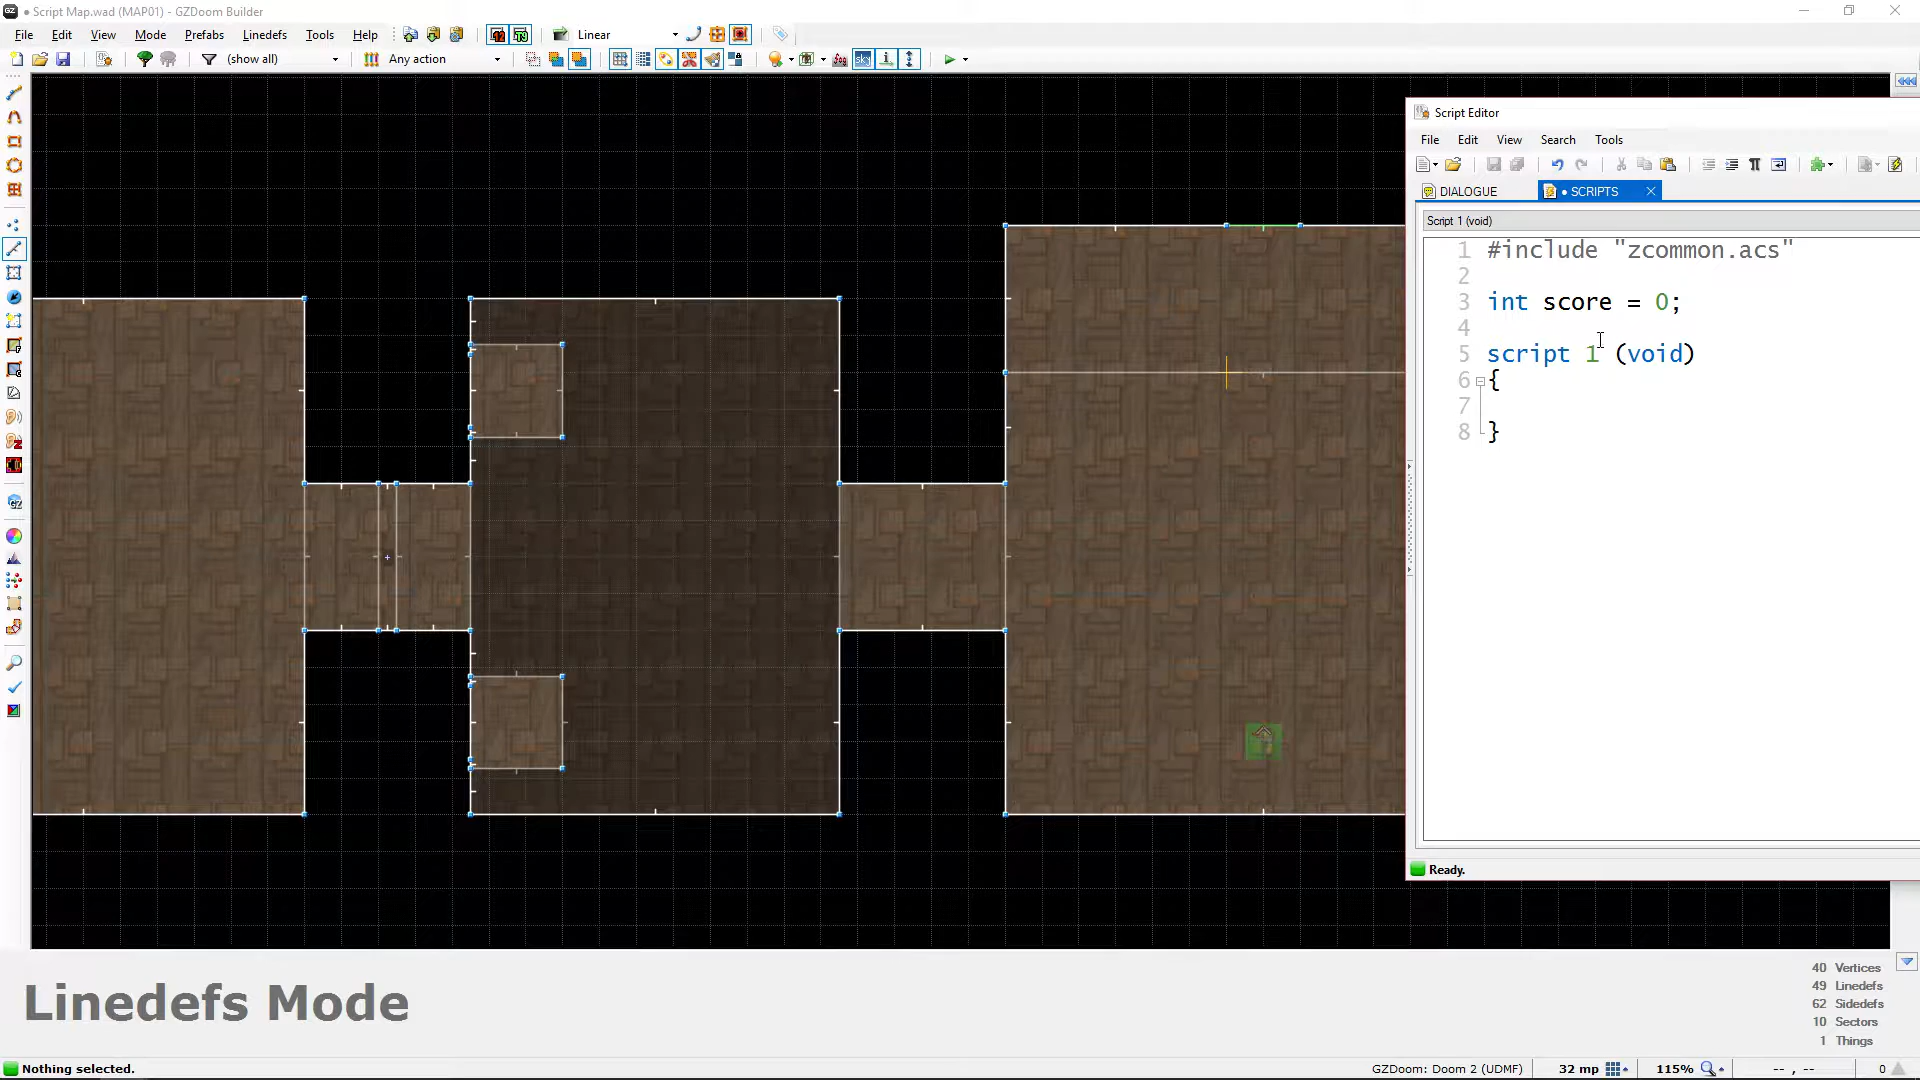 • Script Map.wad (MAP01) - GZDoom Builder
File Edit View Mode Prefabs Linedefs Tools Help Linear
(show all) Any action
Script Editor
File Edit View Search Tools
DIALOGUE • SCRIPTS
Script 1 (void)
1 #include "zcommon.acs"
2
3 int score = 0;
4
5 script 1 (void)
6 {
7
8 }
Ready.
Linedefs Mode
40 Vertices
49 Linedefs
62 Sidedefs
10 Sectors
1 Things
Nothing selected. GZDoom: Doom 2 (UDMF) 32 mp 115% -- , -- 0